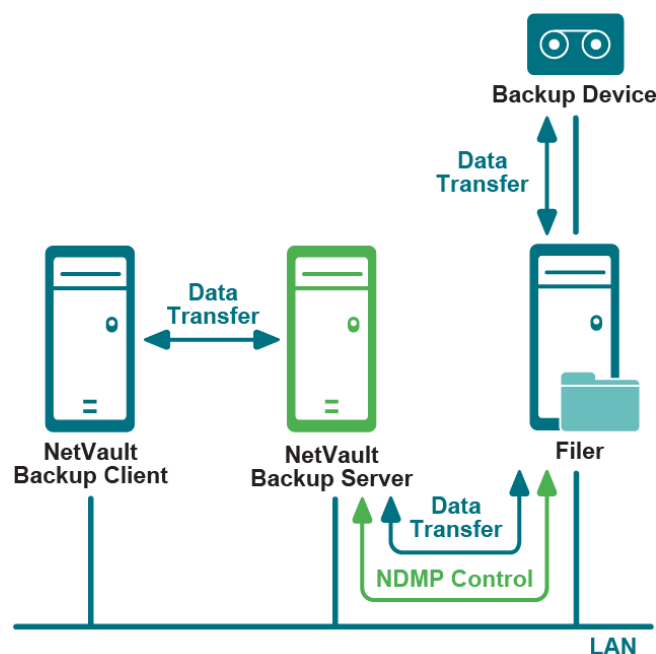 Backup Device
Data
Transfer
Data
Transfer
NetVault
Backup Client
NetVault
Backup Server
Filer
Data
Transfer
NDMP Control
LAN